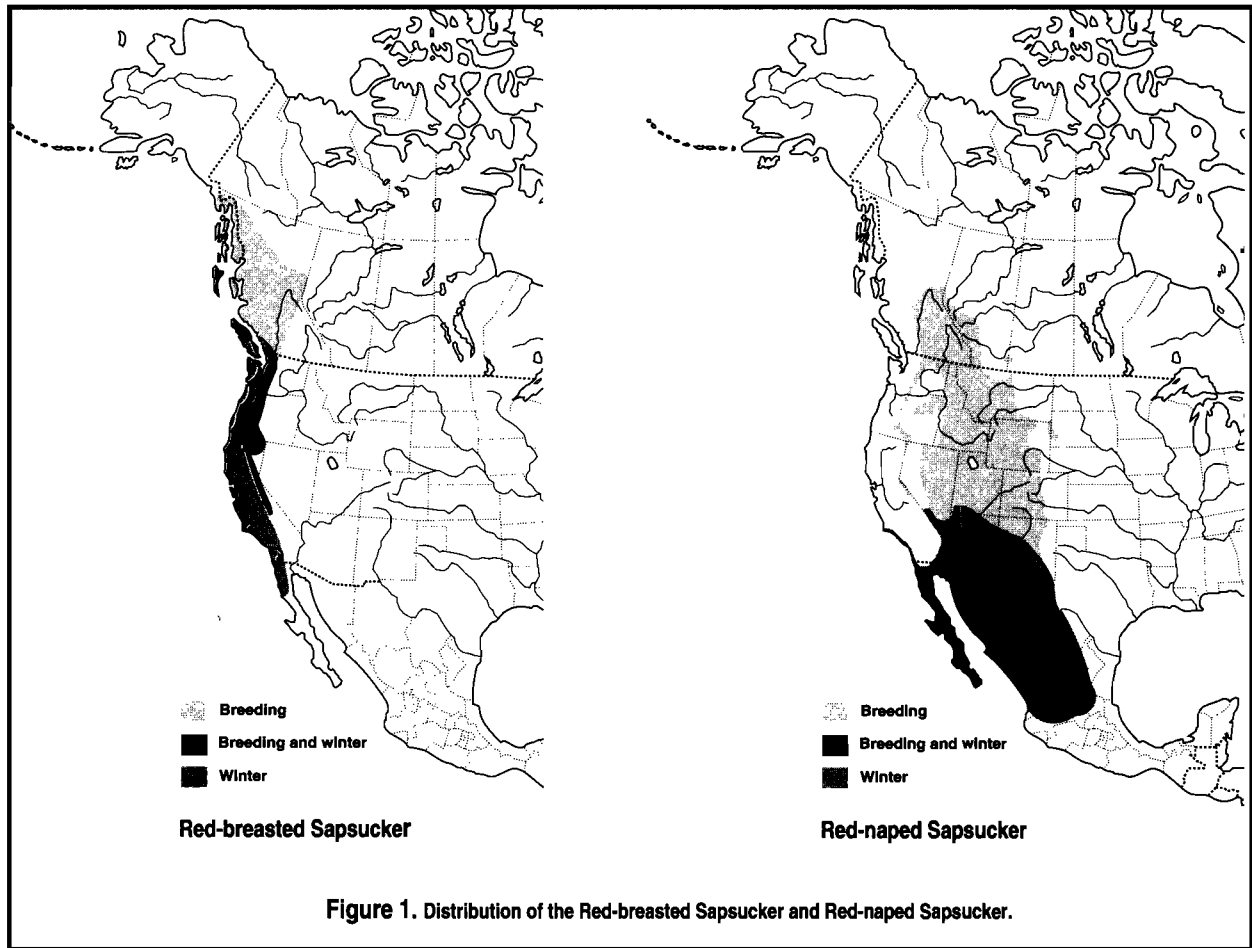 Breeding
Breeding and winter
Winter
Red-breasted Sapsucker
Breeding
Breeding and winter
Winter
Red-naped Sapsucker
Figure 1. Distribution of the Red-breasted Sapsucker and Red-naped Sapsucker.